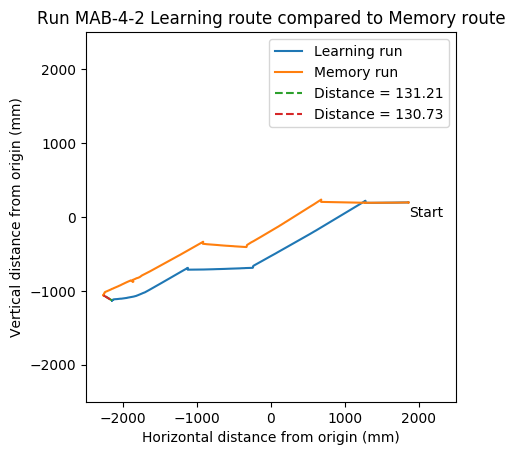 Run MAB-4-2 Learning route compared to Memory route
Learning run
Memory run
Distance = 131.21
Distance = 130.73
2000
1000
0
−1000
−2000
Start
Vertical distance from origin (mm)
−2000 −1000 0 1000 2000
Horizontal distance from origin (mm)